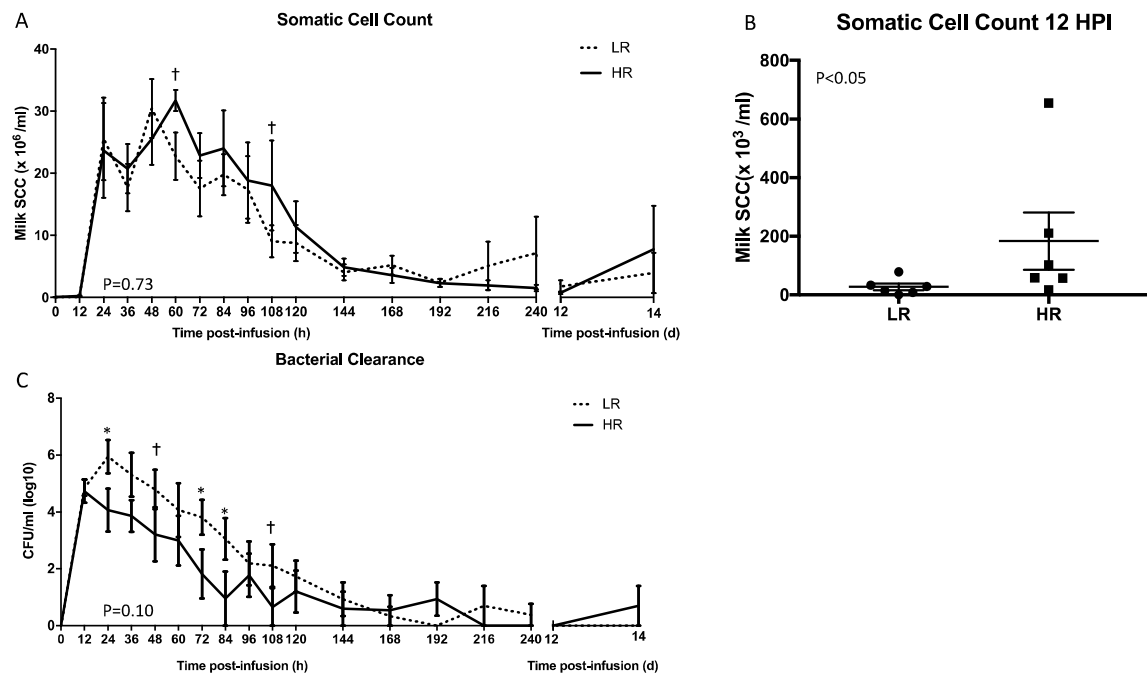 A
Somatic Cell Count
LR
HR
Milk SCC (x 10⁶ /ml)
40
30
20
10
0
†
†
P=0.73
0 12 24 36 48 60 72 84 96 108 120 144 168 192 216 240
12 14
Time post-infusion (h)
Time post-infusion (d)
B
Somatic Cell Count 12 HPI
P<0.05
Milk SCC(x 10³ /ml)
800
600
400
200
0
LR HR
C
Bacterial Clearance
LR
HR
CFU/ml (log10)
8
6
4
2
0
* † * * †
P=0.10
0 12 24 36 48 60 72 84 96 108 120 144 168 192 216 240
12 14
Time post-infusion (h)
Time post-infusion (d)